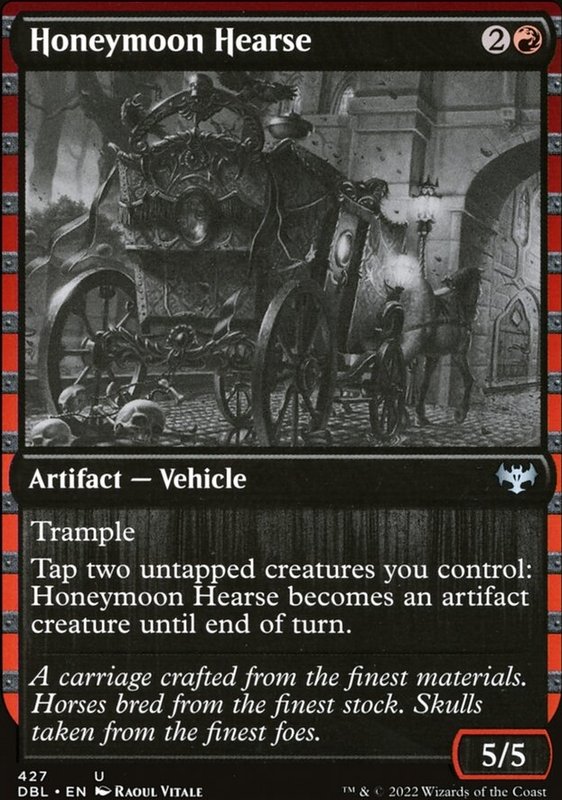 Honeymoon Hearse 2
Artifact — Vehicle
Trample
Tap two untapped creatures you control:
Honeymoon Hearse becomes an artifact
creature until end of turn.
A carriage crafted from the finest materials.
Horses bred from the finest stock. Skulls
taken from the finest foes.
5/5
427 U
DBL • EN Raoul Vitale ™ & © 2022 Wizards of the Coast